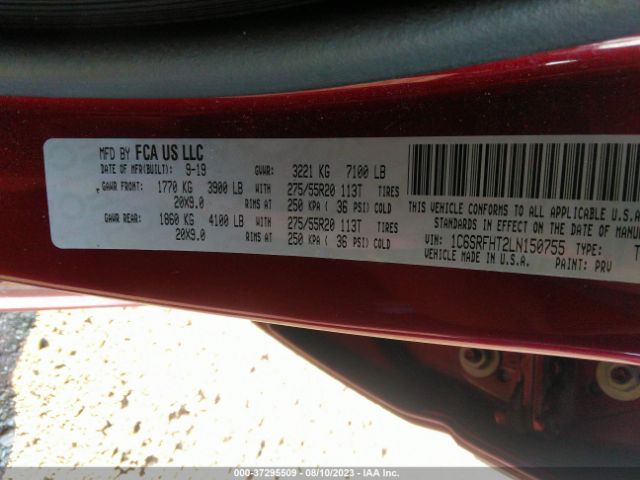 MFD BY FCA US LLC
DATE OF MFR(BUILT): 9-19 GVWR: 3221 KG 7100 LB
GAWR FRONT: 1770 KG 3900 LB WITH 275/55R20 113T TIRES
20X9.0 RIMS AT 250 KPA ( 36 PSI) COLD
GAWR REAR: 1860 KG 4100 LB WITH 275/55R20 113T TIRES
20X9.0 RIMS AT 250 KPA ( 36 PSI) COLD
THIS VEHICLE CONFORMS TO ALL APPLICABLE U.S.A
STANDARDS IN EFFECT ON THE DATE OF MANU
VIN: 1C6SRFHT2LN150755 TYPE: T
VEHICLE MADE IN U.S.A. PAINT: PRV
000-37295509 - 08/10/2023 - IAA Inc.